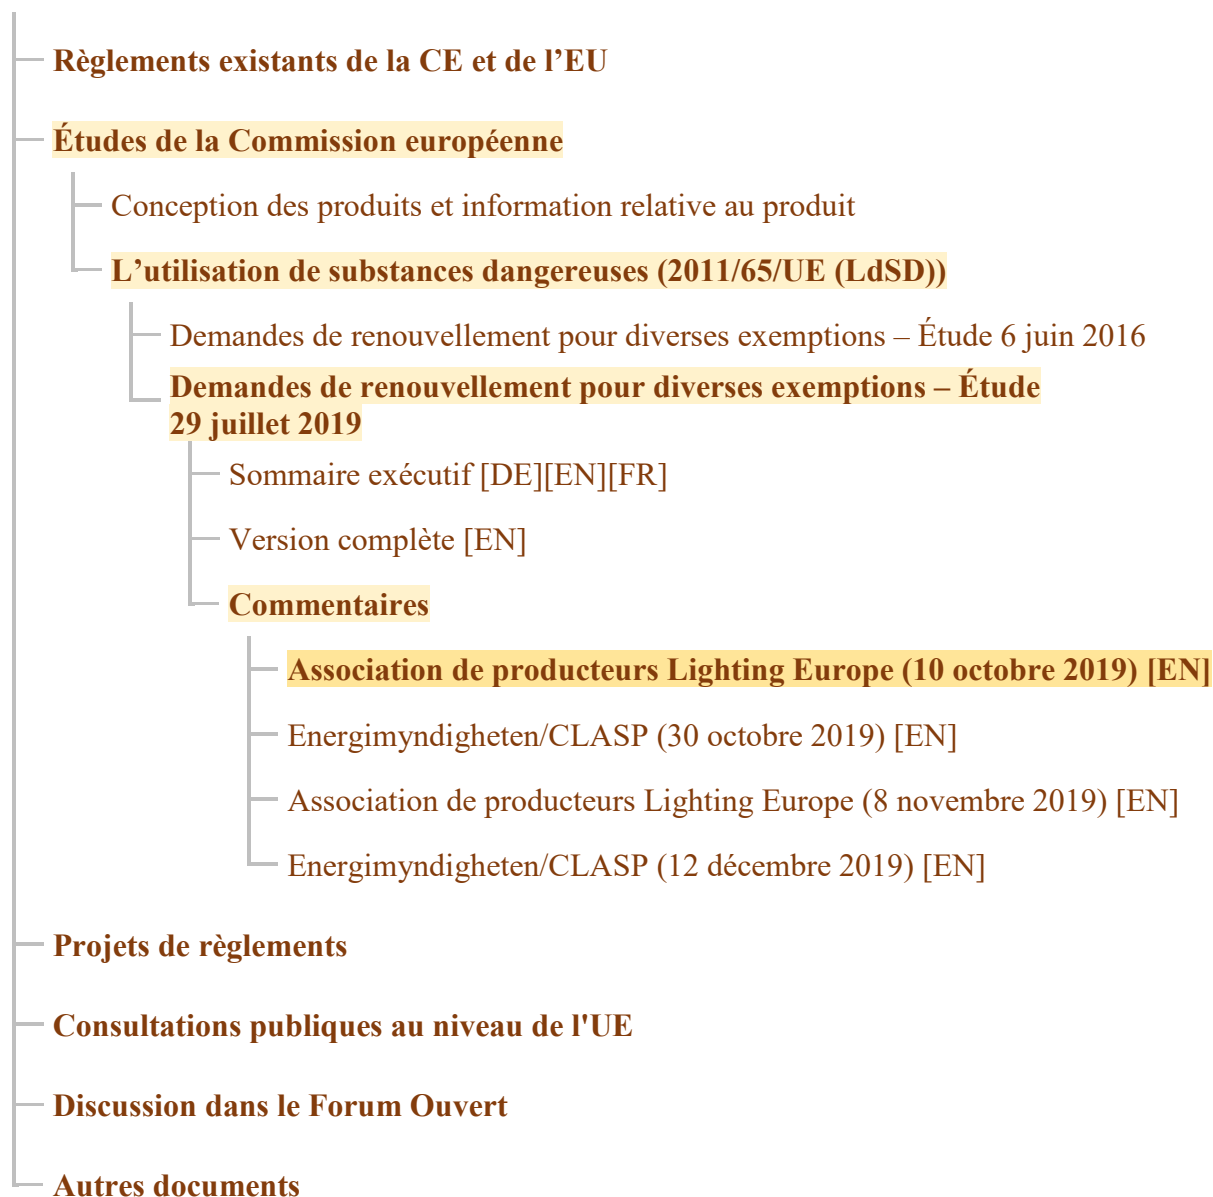 Règlements existants de la CE et de l’EU
Études de la Commission européenne
Conception des produits et information relative au produit
L’utilisation de substances dangereuses (2011/65/UE (LdSD))
Demandes de renouvellement pour diverses exemptions – Étude 6 juin 2016
Demandes de renouvellement pour diverses exemptions – Étude
29 juillet 2019
Sommaire exécutif [DE][EN][FR]
Version complète [EN]
Commentaires
Association de producteurs Lighting Europe (10 octobre 2019) [EN]
Energimyndigheten/CLASP (30 octobre 2019) [EN]
Association de producteurs Lighting Europe (8 novembre 2019) [EN]
Energimyndigheten/CLASP (12 décembre 2019) [EN]
Projets de règlements
Consultations publiques au niveau de l'UE
Discussion dans le Forum Ouvert
Autres documents